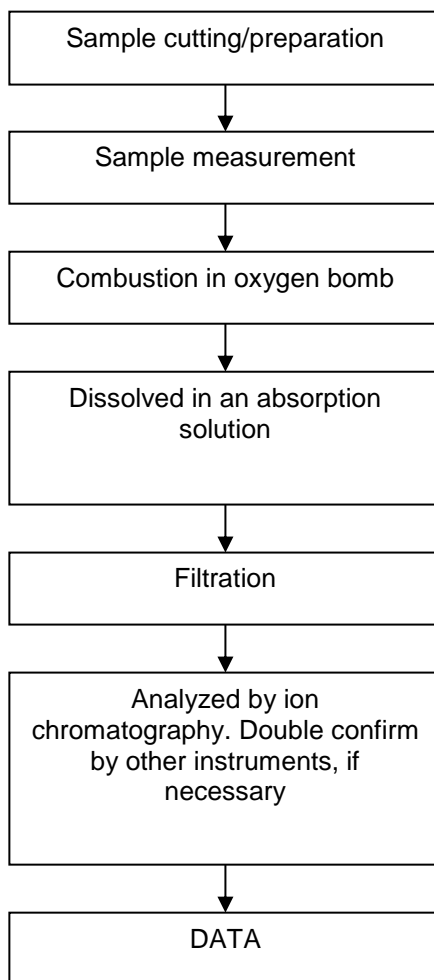 Sample cutting/preparation
Sample measurement
Combustion in oxygen bomb
Dissolved in an absorption
solution
Filtration
Analyzed by ion
chromatography. Double confirm
by other instruments, if
necessary
DATA